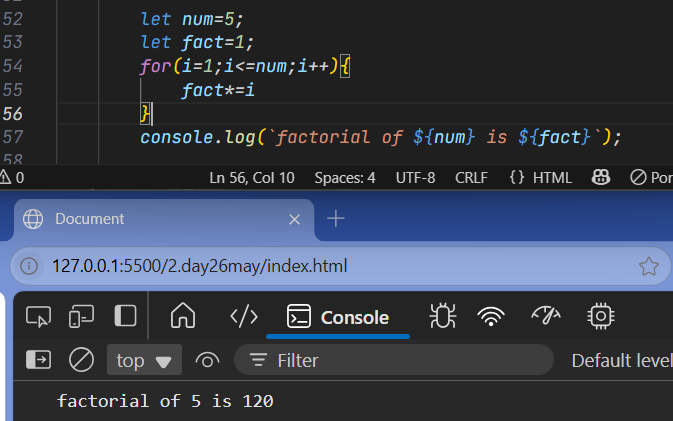 52 let num=5;
53 let fact=1;
54 for(i=1;i<=num;i++){
55 fact*=i
56 }
57 console.log(`factorial of ${num} is ${fact}`);
58
0 Ln 56, Col 10 Spaces: 4 UTF-8 CRLF {} HTML Por
Document
127.0.0.1:5500/2.day26may/index.html
Console
top Filter Default level
factorial of 5 is 120